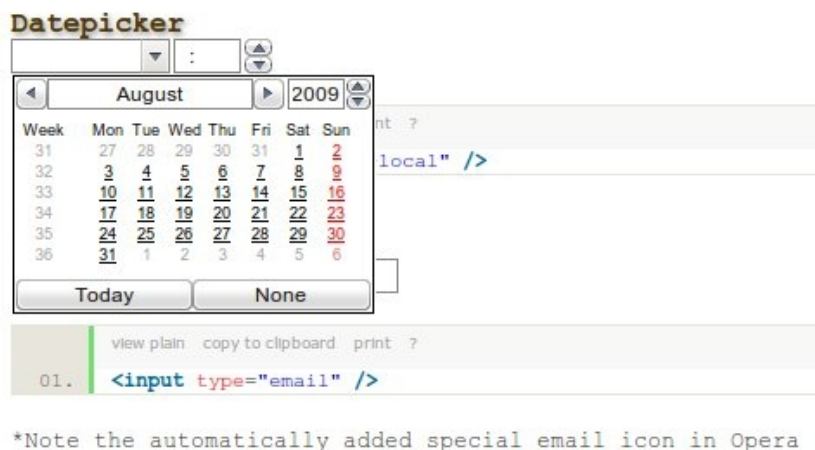 Datepicker
:
August 2009
nt ?
Week Mon Tue Wed Thu Fri Sat Sun
31 27 28 29 30 31 1 2
local" />
32 3 4 5 6 7 8 9
33 10 11 12 13 14 15 16
34 17 18 19 20 21 22 23
35 24 25 26 27 28 29 30
36 31 1 2 3 4 5 6
Today None
view plain copy to clipboard print ?
01. <input type="email" />
*Note the automatically added special email icon in Opera